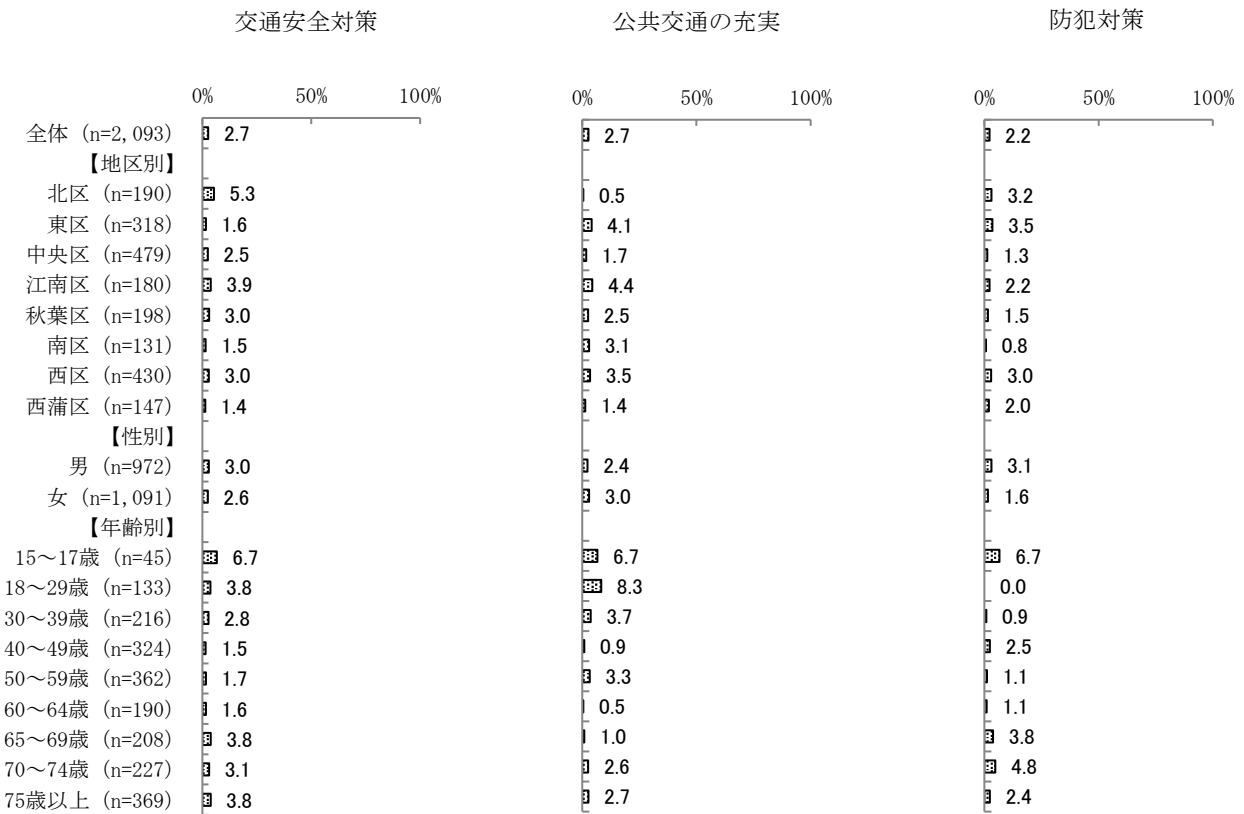 交通安全対策 公共交通の充実 防犯対策
0% 50% 100% 0% 50% 100% 0% 50% 100%
全体 (n=2,093) 2.7 2.7 2.2
【地区別】
北区 (n=190) 5.3 0.5 3.2
東区 (n=318) 1.6 4.1 3.5
中央区 (n=479) 2.5 1.7 1.3
江南区 (n=180) 3.9 4.4 2.2
秋葉区 (n=198) 3.0 2.5 1.5
南区 (n=131) 1.5 3.1 0.8
西区 (n=430) 3.0 3.5 3.0
西蒲区 (n=147) 1.4 1.4 2.0
【性別】
男 (n=972) 3.0 2.4 3.1
女 (n=1,091) 2.6 3.0 1.6
【年齢別】
15～17歳 (n=45) 6.7 6.7 6.7
18～29歳 (n=133) 3.8 8.3 0.0
30～39歳 (n=216) 2.8 3.7 0.9
40～49歳 (n=324) 1.5 0.9 2.5
50～59歳 (n=362) 1.7 3.3 1.1
60～64歳 (n=190) 1.6 0.5 1.1
65～69歳 (n=208) 3.8 1.0 3.8
70～74歳 (n=227) 3.1 2.6 4.8
75歳以上 (n=369) 3.8 2.7 2.4